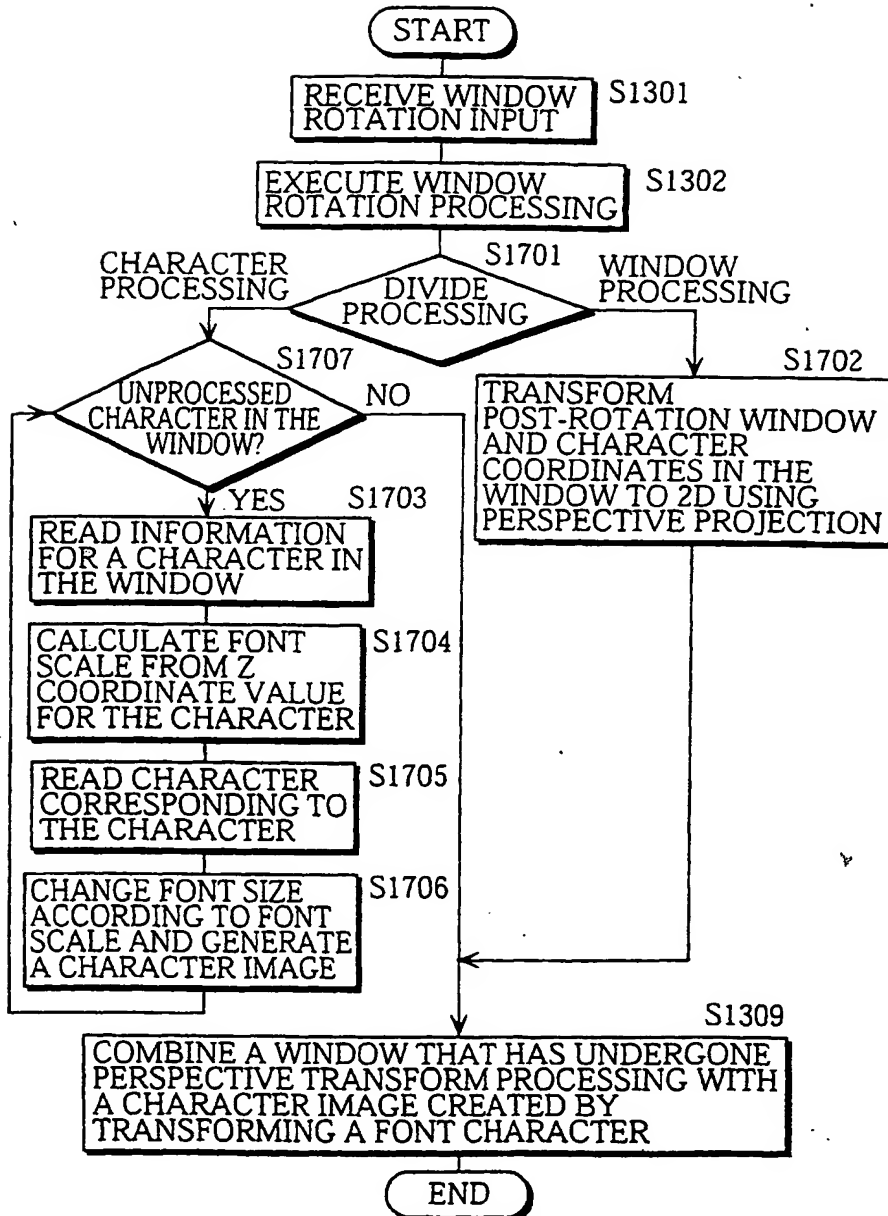 START
RECEIVE WINDOW
ROTATION INPUT
S1301
EXECUTE WINDOW
ROTATION PROCESSING
S1302
S1701
CHARACTER
PROCESSING
DIVIDE
PROCESSING
WINDOW
PROCESSING
S1707
UNPROCESSED
CHARACTER IN THE
WINDOW?
NO
YES
S1702
TRANSFORM
POST-ROTATION WINDOW
AND CHARACTER
COORDINATES IN THE
WINDOW TO 2D USING
PERSPECTIVE PROJECTION
S1703
READ INFORMATION
FOR A CHARACTER IN
THE WINDOW
CALCULATE FONT
SCALE FROM Z
COORDINATE VALUE
FOR THE CHARACTER
S1704
READ CHARACTER
CORRESPONDING TO
THE CHARACTER
S1705
CHANGE FONT SIZE
ACCORDING TO FONT
SCALE AND GENERATE
A CHARACTER IMAGE
S1706
S1309
COMBINE A WINDOW THAT HAS UNDERGONE
PERSPECTIVE TRANSFORM PROCESSING WITH
A CHARACTER IMAGE CREATED BY
TRANSFORMING A FONT CHARACTER
END